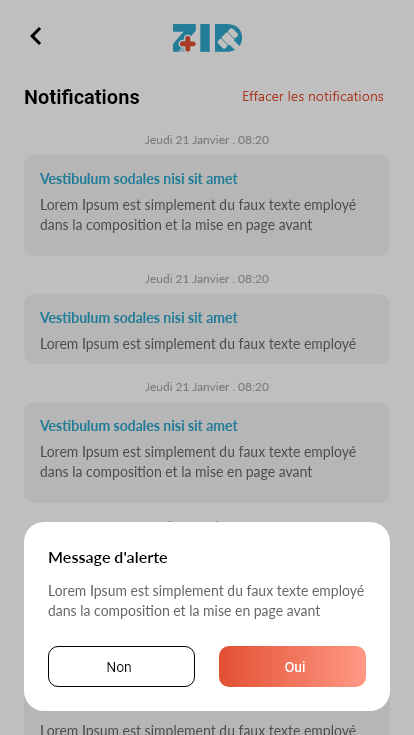 ZID
Notifications
Effacer les notifications
Jeudi 21 Janvier . 08:20
Vestibulum sodales nisi sit amet
Lorem Ipsum est simplement du faux texte employé
dans la composition et la mise en page avant
Jeudi 21 Janvier . 08:20
Vestibulum sodales nisi sit amet
Lorem Ipsum est simplement du faux texte employé
Jeudi 21 Janvier . 08:20
Vestibulum sodales nisi sit amet
Lorem Ipsum est simplement du faux texte employé
dans la composition et la mise en page avant
Message d'alerte
Lorem Ipsum est simplement du faux texte employé
dans la composition et la mise en page avant
Non
Oui
Lorem Ipsum est simplement du faux texte employé